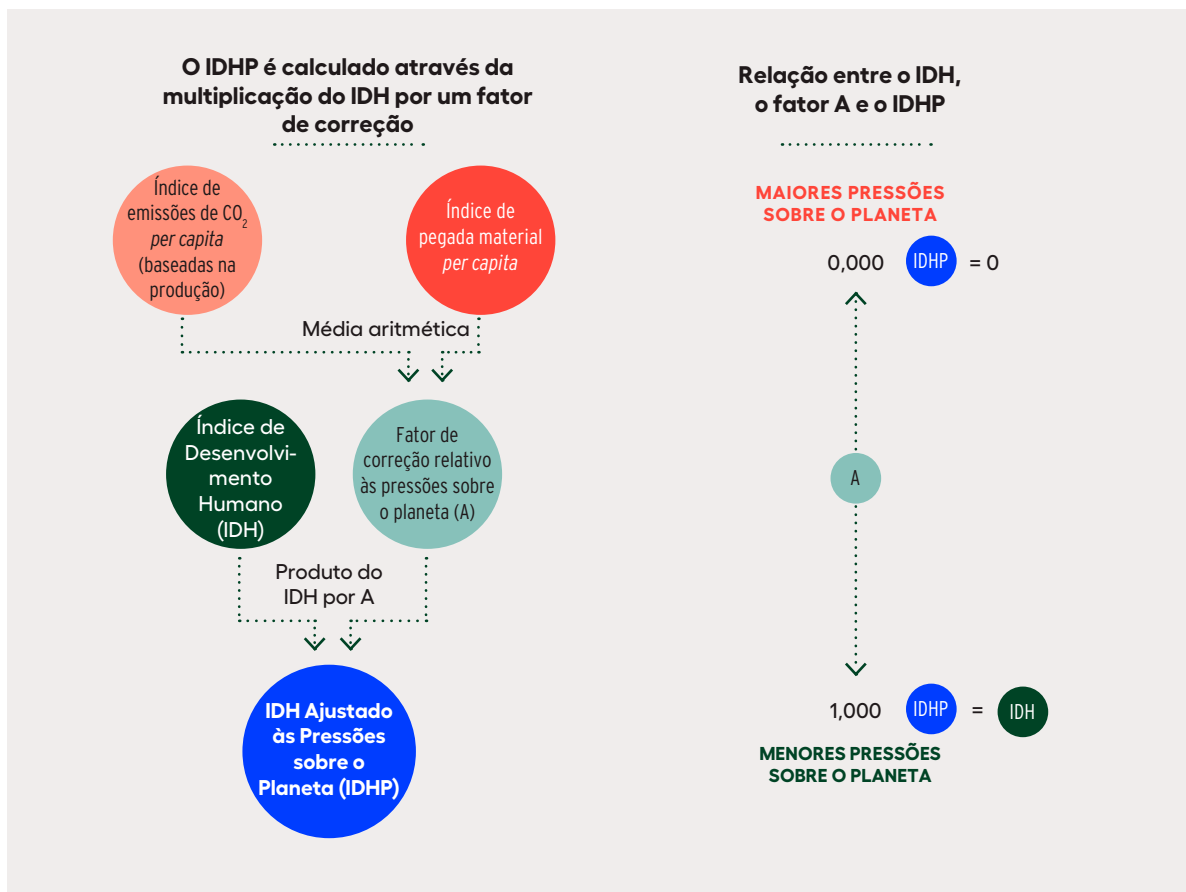 O IDHP é calculado através da
multiplicação do IDH por um fator
de correção
Índice de
emissões de CO₂
per capita
(baseadas na
produção)
Índice de
pegada material
per capita
Média aritmética
Índice de
Desenvolvi-
mento
Humano
(IDH)
Fator de
correção relativo
às pressões sobre
o planeta (A)
Produto do
IDH por A
IDH Ajustado
às Pressões
sobre o
Planeta (IDHP)
Relação entre o IDH,
o fator A e o IDHP
MAIORES PRESSÕES
SOBRE O PLANETA
0,000 IDHP = 0
A
1,000 IDHP = IDH
MENORES PRESSÕES
SOBRE O PLANETA